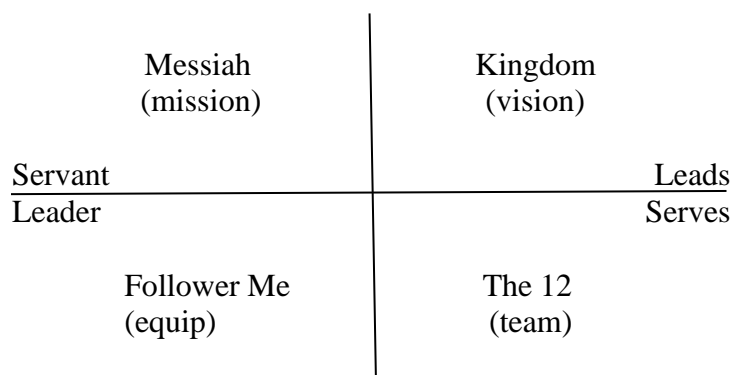 Messiah Kingdom
(mission) (vision)
Servant Leads
Leader Serves
Follower Me The 12
(equip) (team)